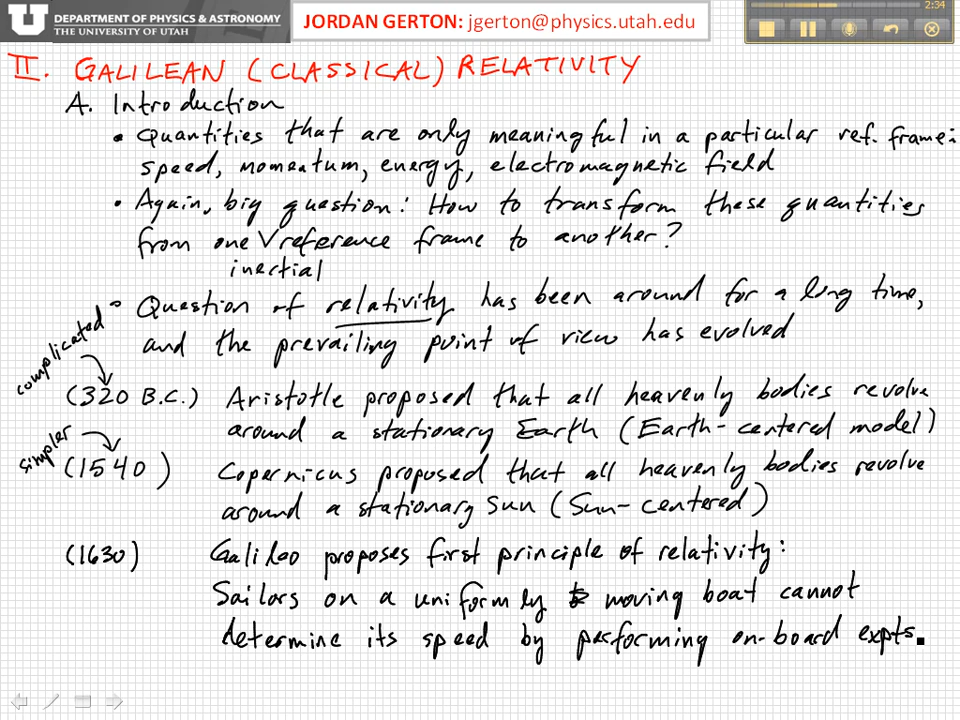 DEPARTMENT OF PHYSICS & ASTRONOMY
THE UNIVERSITY OF UTAH
JORDAN GERTON: jgerton@physics.utah.edu
2:34
II. GALILEAN (CLASSICAL) RELATIVITY
A. Introduction
• Quantities that are only meaningful in a particular ref. frame:
speed, momentum, energy, electromagnetic field
• Again, big question: How to transform these quantities
from one ∨ reference frame to another?
inertial
• Question of relativity has been around for a long time,
and the prevailing point of view has evolved
complicated
(320 B.C.) Aristotle proposed that all heavenly bodies revolve
around a stationary Earth (Earth-centered model)
simpler
(1540) Copernicus proposed that all heavenly bodies revolve
around a stationary Sun (Sun-centered)
(1630) Galileo proposes first principle of relativity:
Sailors on a uniformly moving boat cannot
determine its speed by performing on-board expts.